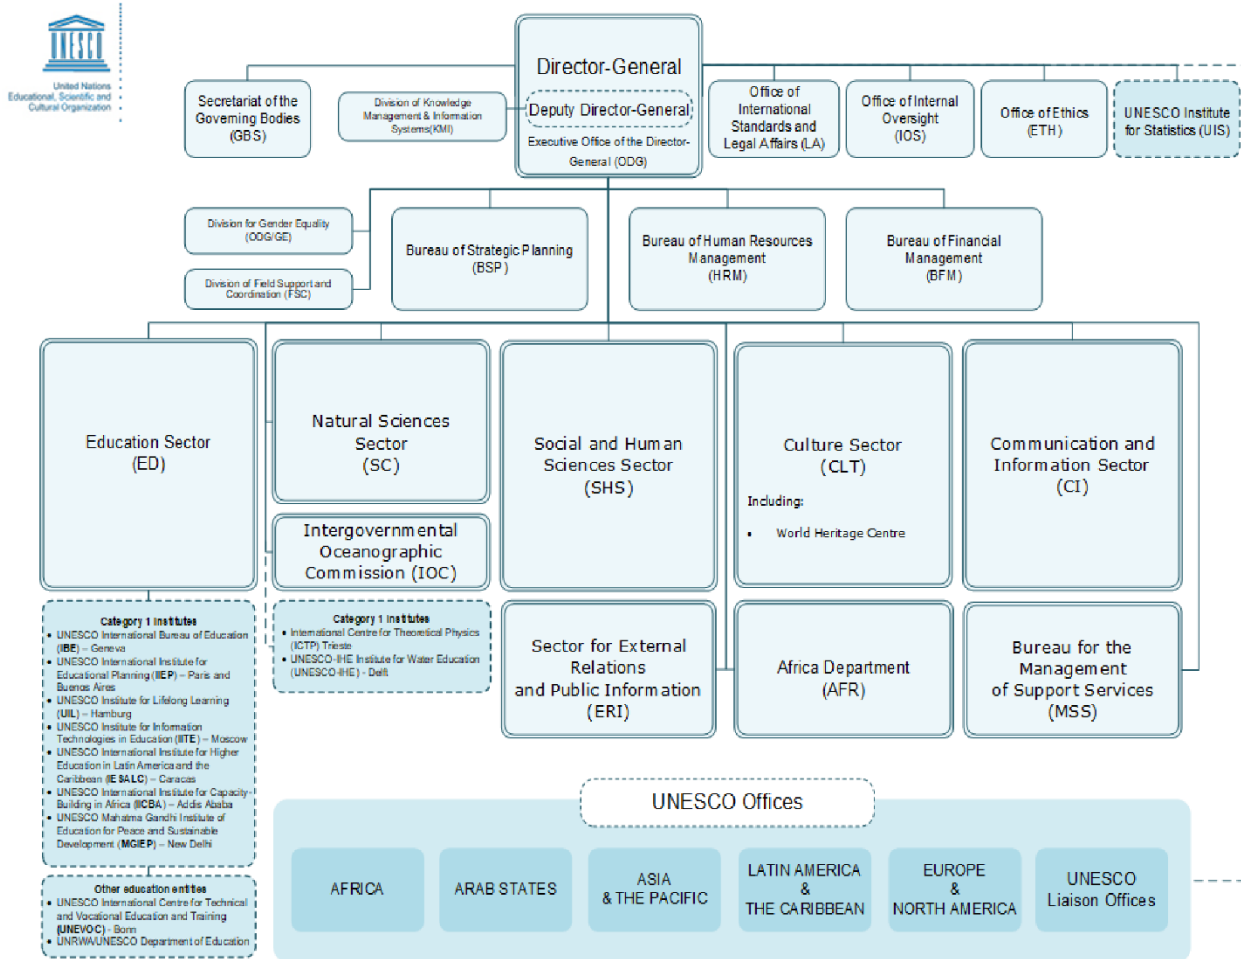 UNESCO
United Nations
Educational, Scientific and
Cultural Organization
Director-General
Deputy Director-General
Executive Office of the Director-
General (ODG)
Secretariat of the
Governing Bodies
(GBS)
Division of Knowledge
Management & Information
Systems(KMI)
Office of
International
Standards and
Legal Affairs (LA)
Office of Internal
Oversight
(IOS)
Office of Ethics
(ETH)
UNESCO Institute
for Statistics (UIS)
Division for Gender Equality
(ODG/GE)
Division of Field Support and
Coordination (FSC)
Bureau of Strategic Planning
(BSP)
Bureau of Human Resources
Management
(HRM)
Bureau of Financial
Management
(BFM)
Education Sector
(ED)
Natural Sciences
Sector
(SC)
Intergovernmental
Oceanographic
Commission (IOC)
Social and Human
Sciences Sector
(SHS)
Culture Sector
(CLT)
Including:
• World Heritage Centre
Communication and
Information Sector
(CI)
Category 1 Institutes
• UNESCO International Bureau of Education
(IBE) – Geneva
• UNESCO International Institute for
Educational Planning (IIEP) – Paris and
Buenos Aires
• UNESCO Institute for Lifelong Learning
(UIL) – Hamburg
• UNESCO Institute for Information
Technologies in Education (IITE) – Moscow
• UNESCO International Institute for Higher
Education in Latin America and the
Caribbean (IESALC) – Caracas
• UNESCO International Institute for Capacity-
Building in Africa (IICBA) – Addis Ababa
• UNESCO Mahatma Gandhi Institute of
Education for Peace and Sustainable
Development (MGIEP) – New Delhi
Other education entities
• UNESCO International Centre for Technical
and Vocational Education and Training
(UNEVOC) - Bonn
• UNRWA/UNESCO Department of Education
Category 1 Institutes
• International Centre for Theoretical Physics
(ICTP) Trieste
• UNESCO-IHE Institute for Water Education
(UNESCO-IHE) - Delft
Sector for External
Relations
and Public Information
(ERI)
Africa Department
(AFR)
Bureau for the
Management
of Support Services
(MSS)
UNESCO Offices
AFRICA
ARAB STATES
ASIA
& THE PACIFIC
LATIN AMERICA
&
THE CARIBBEAN
EUROPE
&
NORTH AMERICA
UNESCO
Liaison Offices